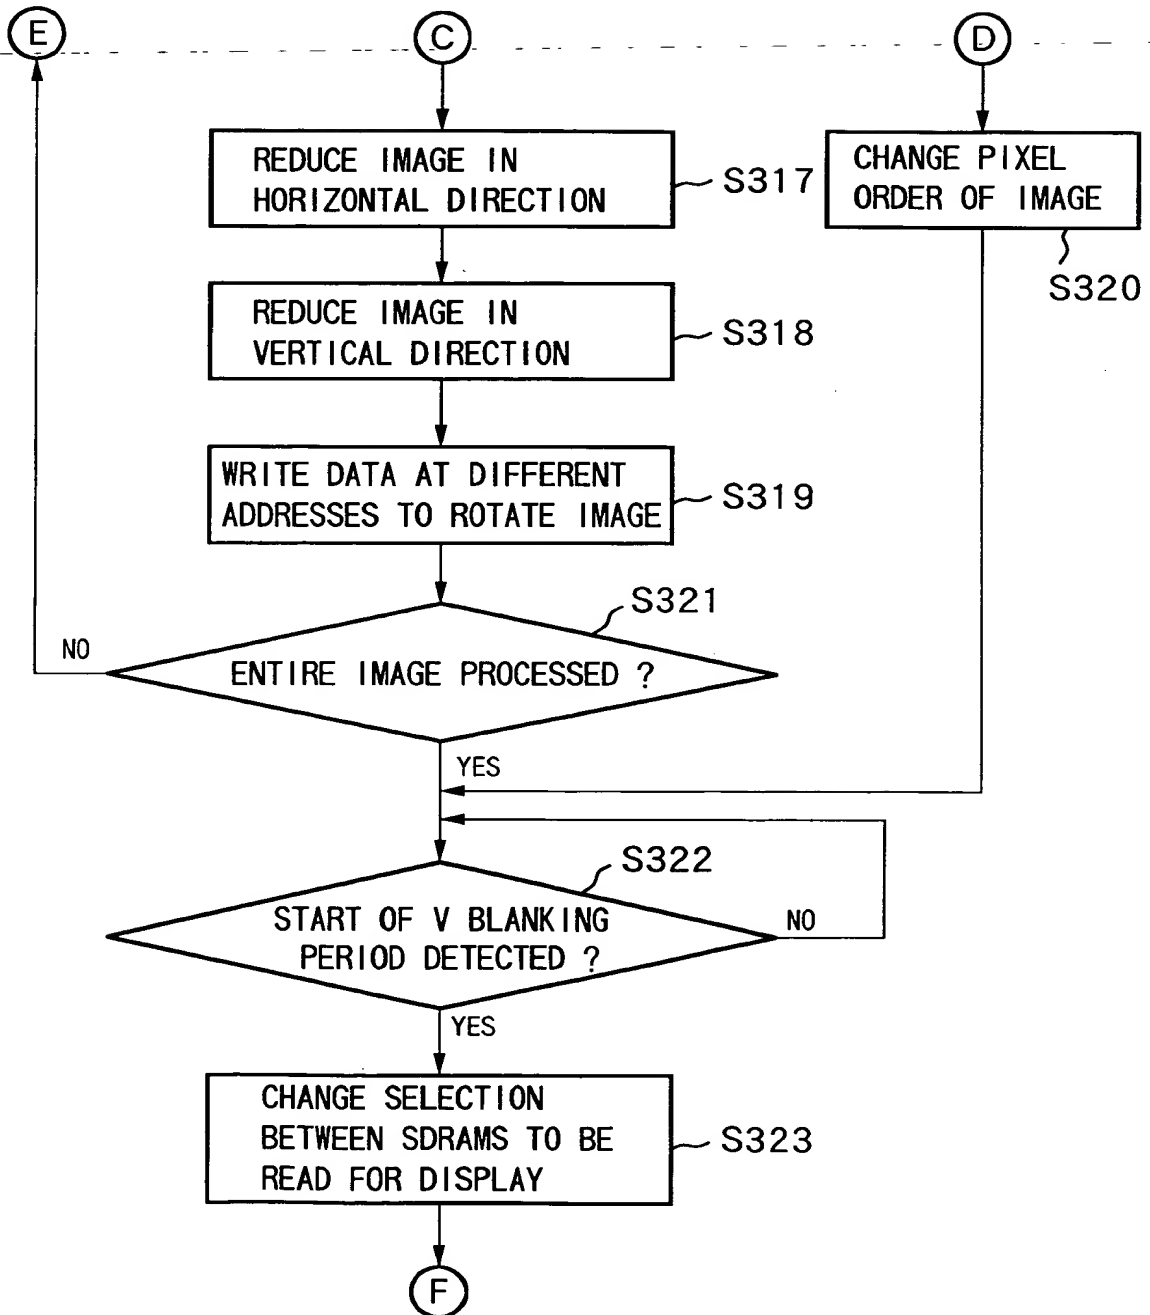 E
C
D
REDUCE IMAGE IN
HORIZONTAL DIRECTION
S317
CHANGE PIXEL
ORDER OF IMAGE
S320
REDUCE IMAGE IN
VERTICAL DIRECTION
S318
WRITE DATA AT DIFFERENT
ADDRESSES TO ROTATE IMAGE
S319
S321
NO
ENTIRE IMAGE PROCESSED ?
YES
S322
START OF V BLANKING
PERIOD DETECTED ?
NO
YES
CHANGE SELECTION
BETWEEN SDRAMS TO BE
READ FOR DISPLAY
S323
F